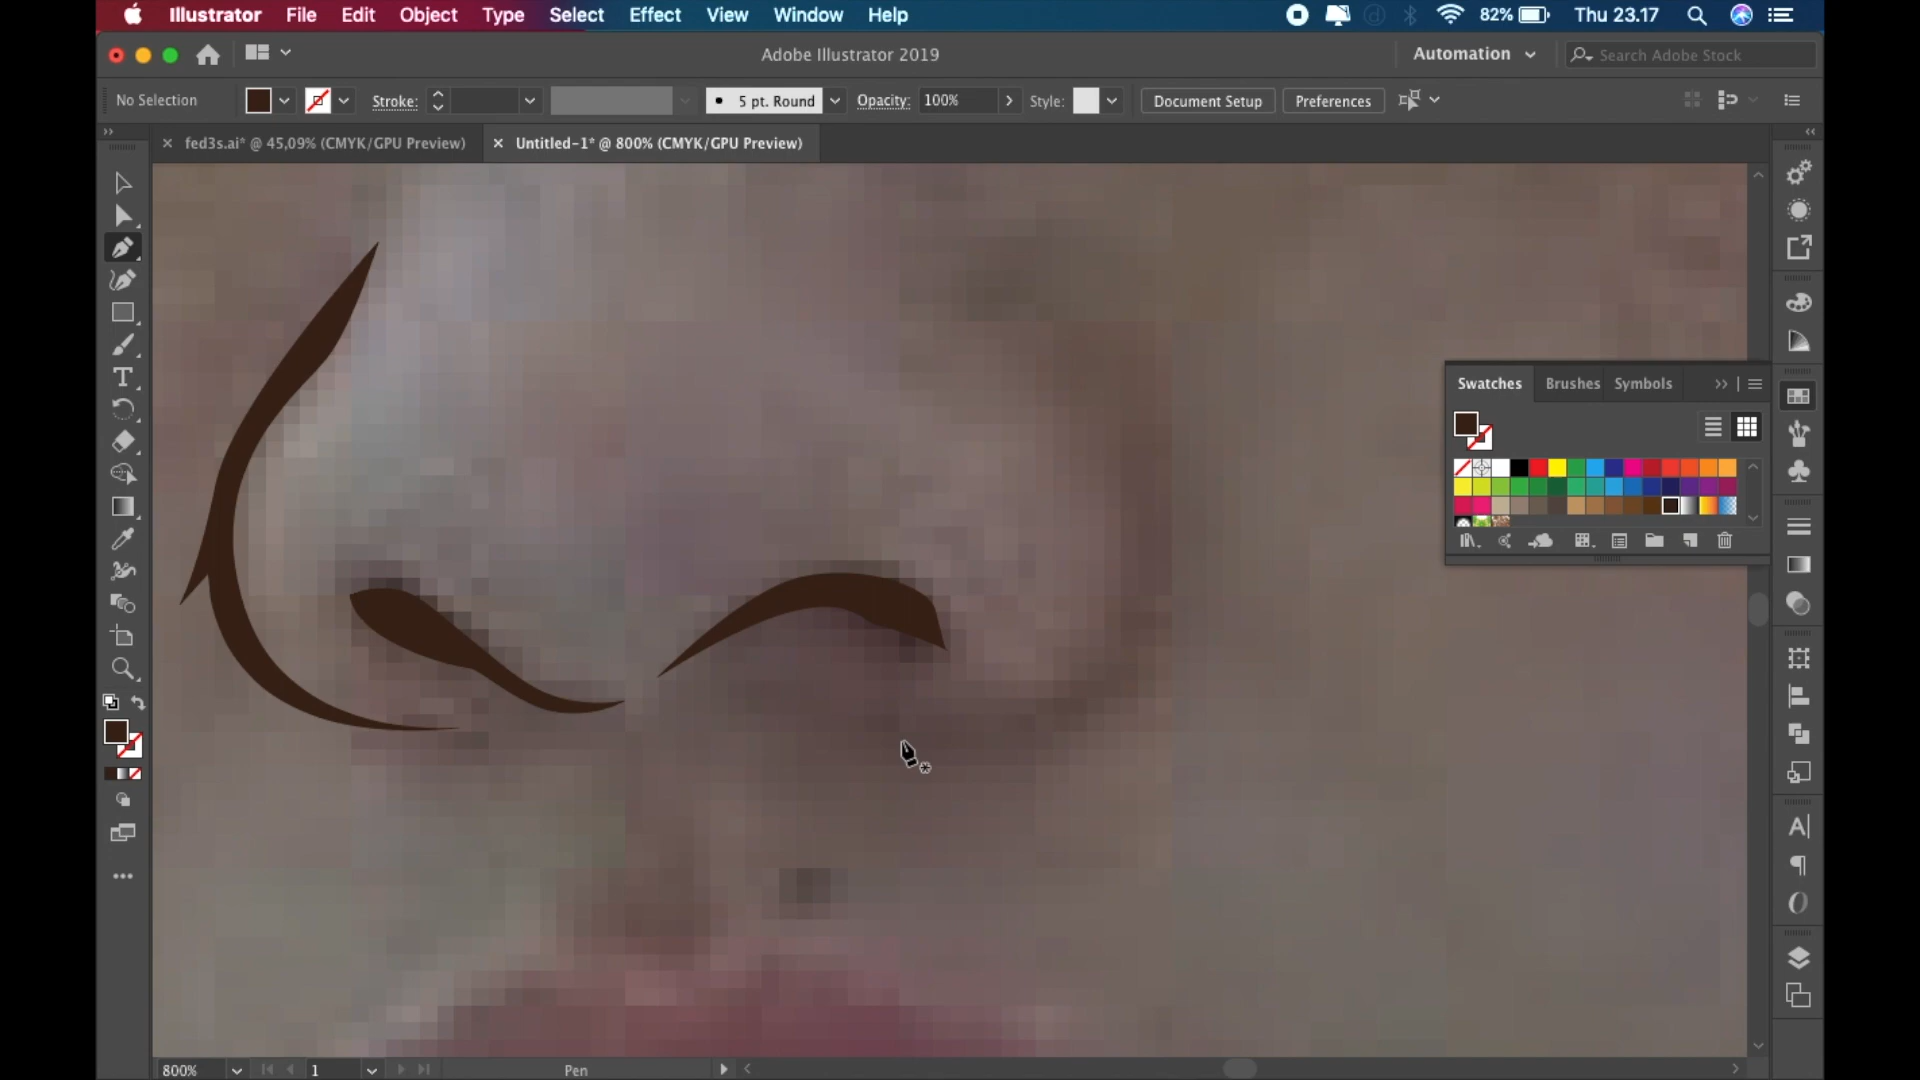 Illustrator File Edit Object Type Select Effect View Window Help 82% Thu 23.17
Adobe Illustrator 2019 Automation Search Adobe Stock
No Selection Stroke: 5 pt. Round Opacity: 100% Style: Document Setup Preferences
fed3s.ai* @ 45,09% (CMYK/GPU Preview) Untitled-1* @ 800% (CMYK/GPU Preview)
Swatches Brushes Symbols
800% 1 Pen